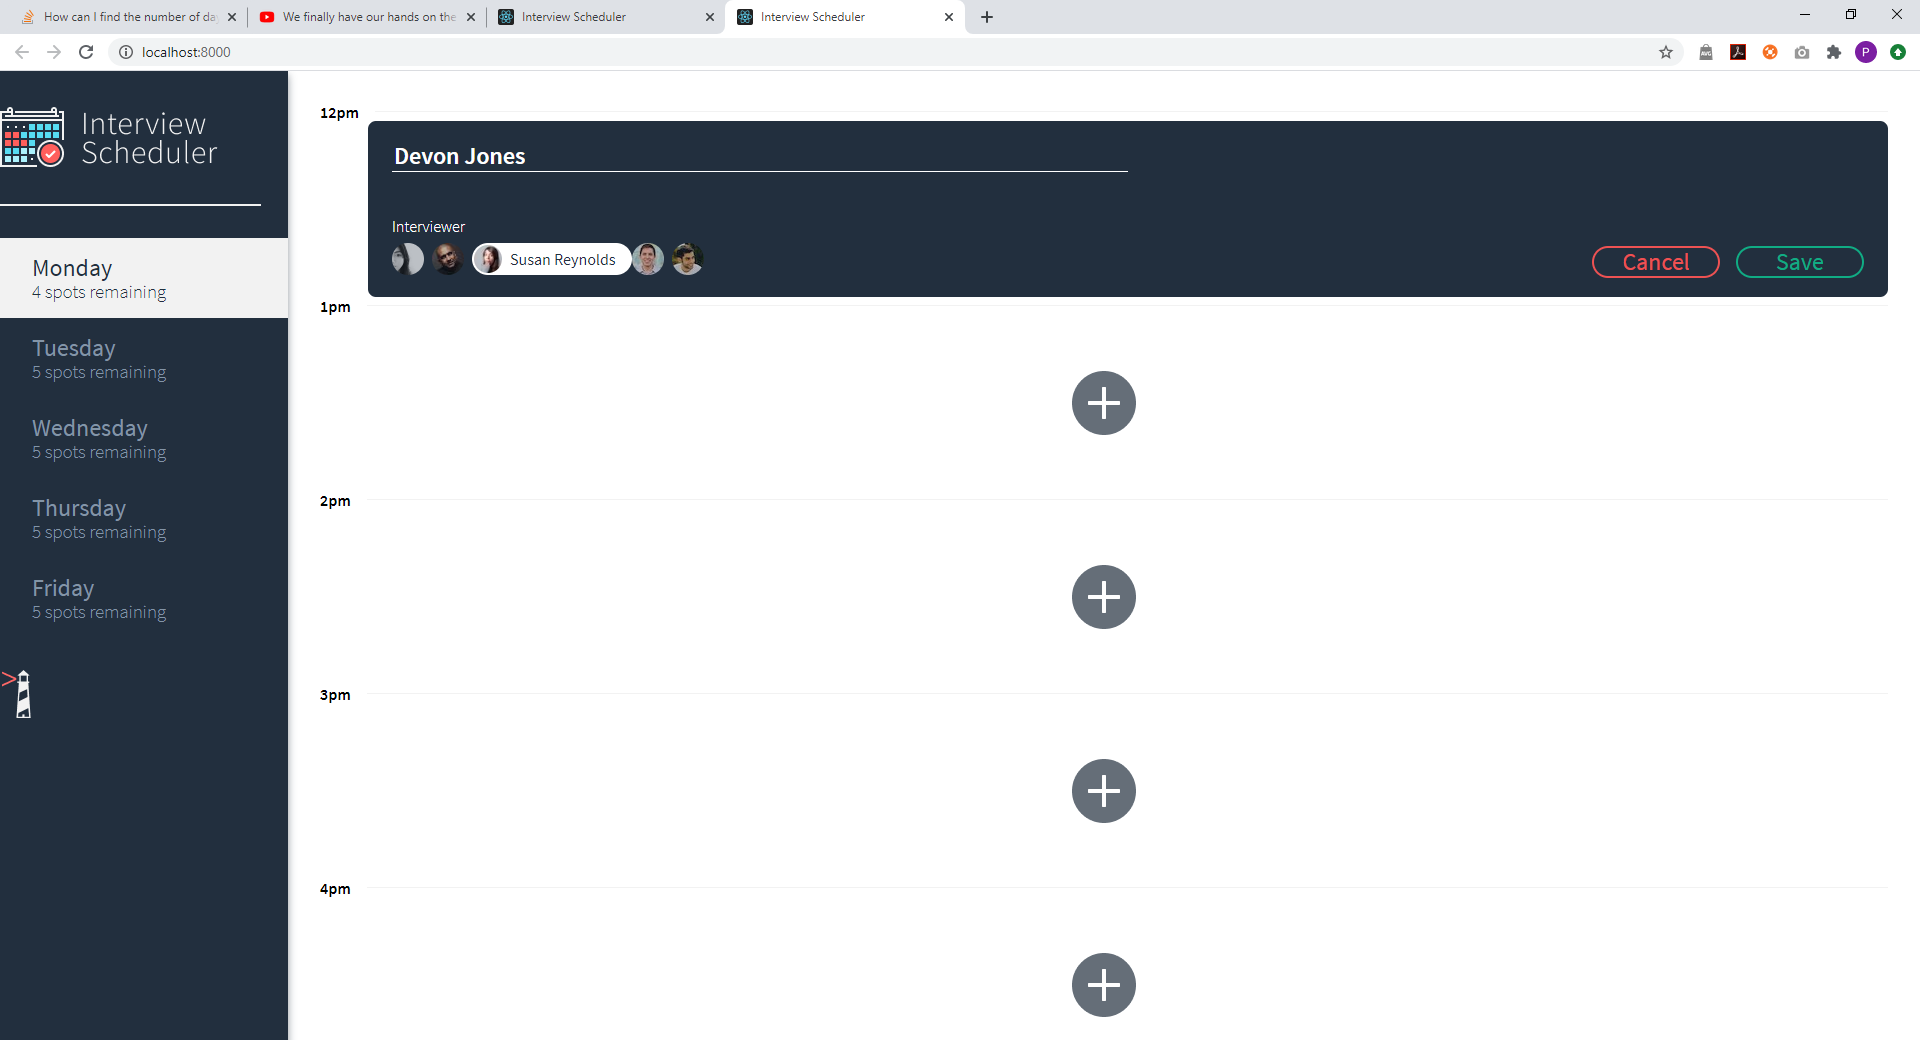 How can I find the number of da
We finally have our hands on the
Interview Scheduler
Interview Scheduler
localhost:8000
P
Interview
Scheduler
Monday
4 spots remaining
Tuesday
5 spots remaining
Wednesday
5 spots remaining
Thursday
5 spots remaining
Friday
5 spots remaining
>
12pm
Devon Jones
Interviewer
Susan Reynolds
Cancel
Save
1pm
2pm
3pm
4pm